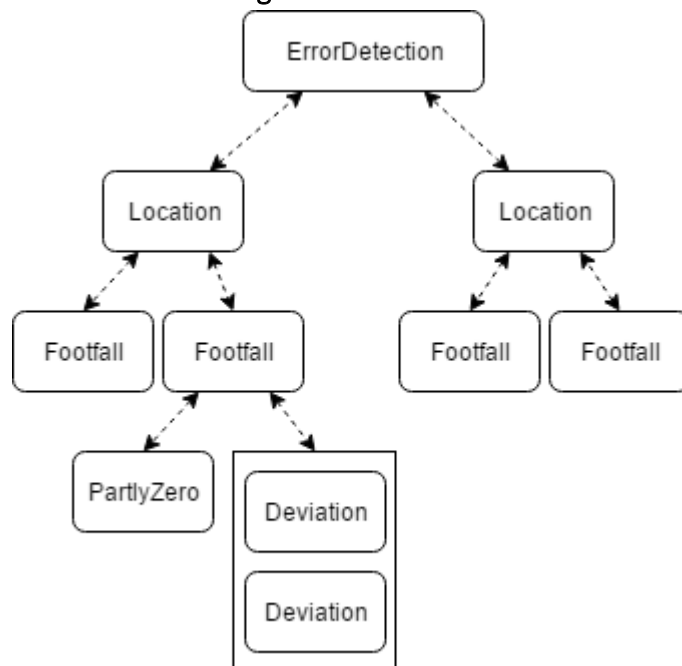 ErrorDetection
Location
Location
Footfall
Footfall
Footfall
Footfall
PartlyZero
Deviation
Deviation